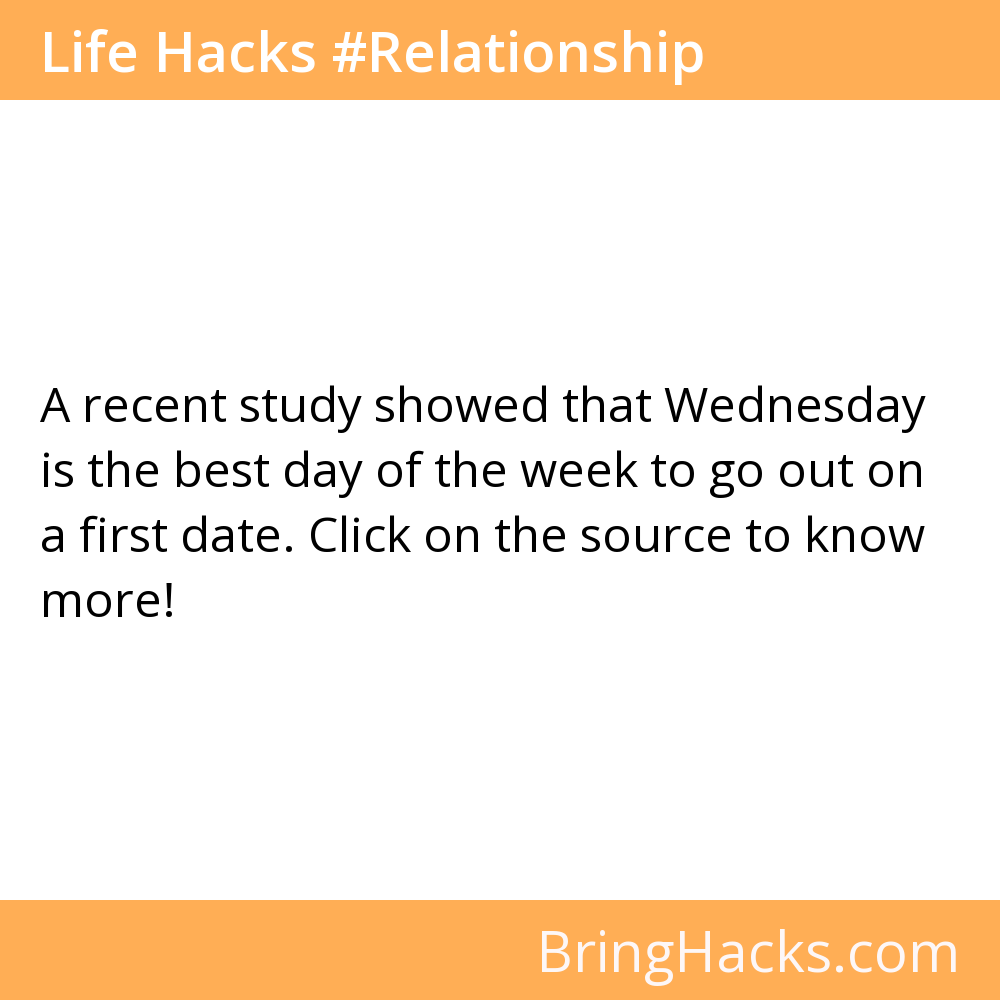 Life Hacks #Relationship
A recent study showed that Wednesday
is the best day of the week to go out on
a first date. Click on the source to know
more!
BringHacks.com